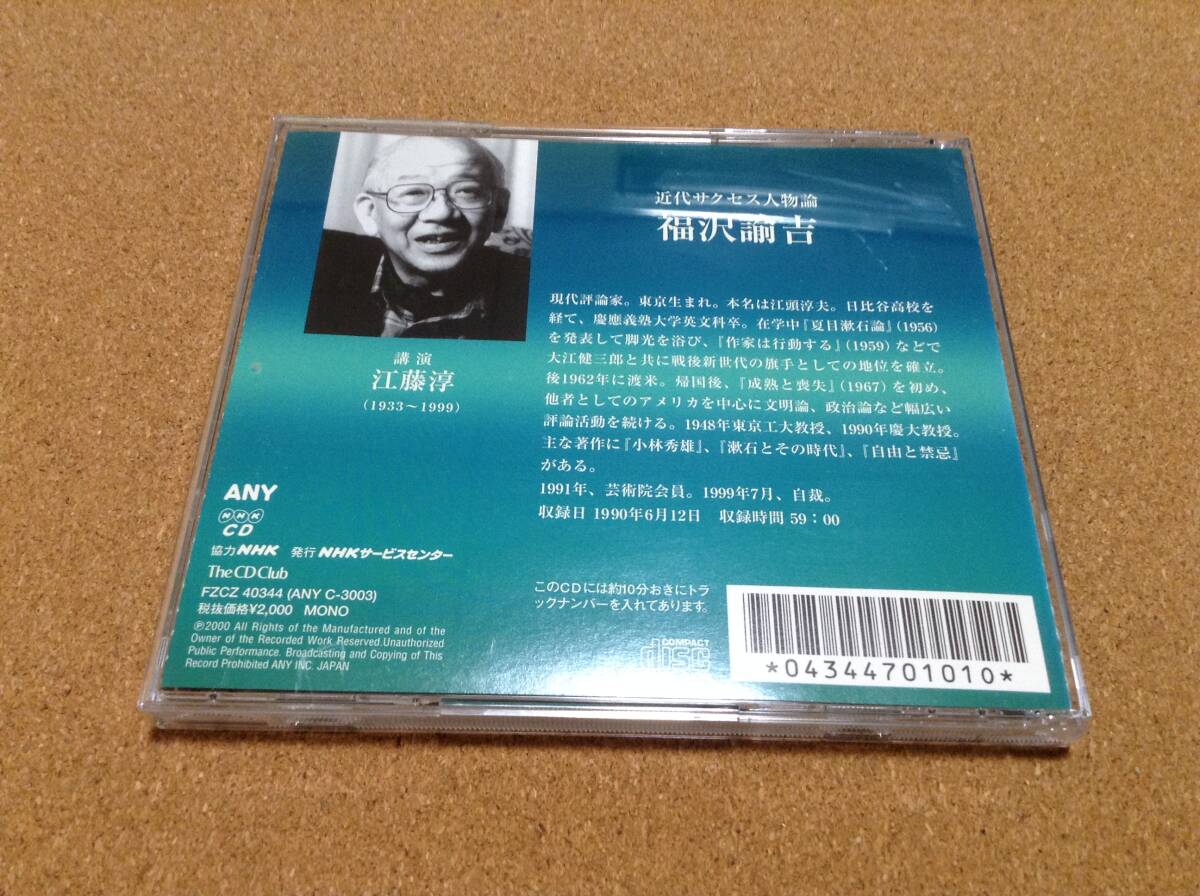 近代サクセス人物論
福沢諭吉
講演
江藤淳
(1933〜1999)
現代評論家。東京生まれ。本名は江頭淳夫。日比谷高校を
経て、慶應義塾大学英文科卒。在学中『夏目漱石論』(1956)
を発表して脚光を浴び、『作家は行動する』(1959)などで
大江健三郎と共に戦後新世代の旗手としての地位を確立。
後1962年に渡米。帰国後、『成熟と喪失』(1967)を初め、
他者としてのアメリカを中心に文明論、政治論など幅広い
評論活動を続ける。1948年東京工大教授、1990年慶大教授。
主な著作に『小林秀雄』、『漱石とその時代』、『自由と禁忌』
がある。
1991年、芸術院会員。1999年7月、自裁。
収録日 1990年6月12日 収録時間 59:00
ANY
NHK
CD
協力 NHK 発行 NHKサービスセンター
The CD Club
FZCZ 40344 (ANY C-3003)
税抜価格¥2,000 MONO
℗2000 All Rights of the Manufactured and of the
Owner of the Recorded Work Reserved.Unauthorized
Public Performance. Broadcasting and Copying of This
Record Prohibited ANY INC. JAPAN
このCDには約10分おきにトラ
ックナンバーを入れてあります。
COMPACT
disc
*04344701010*